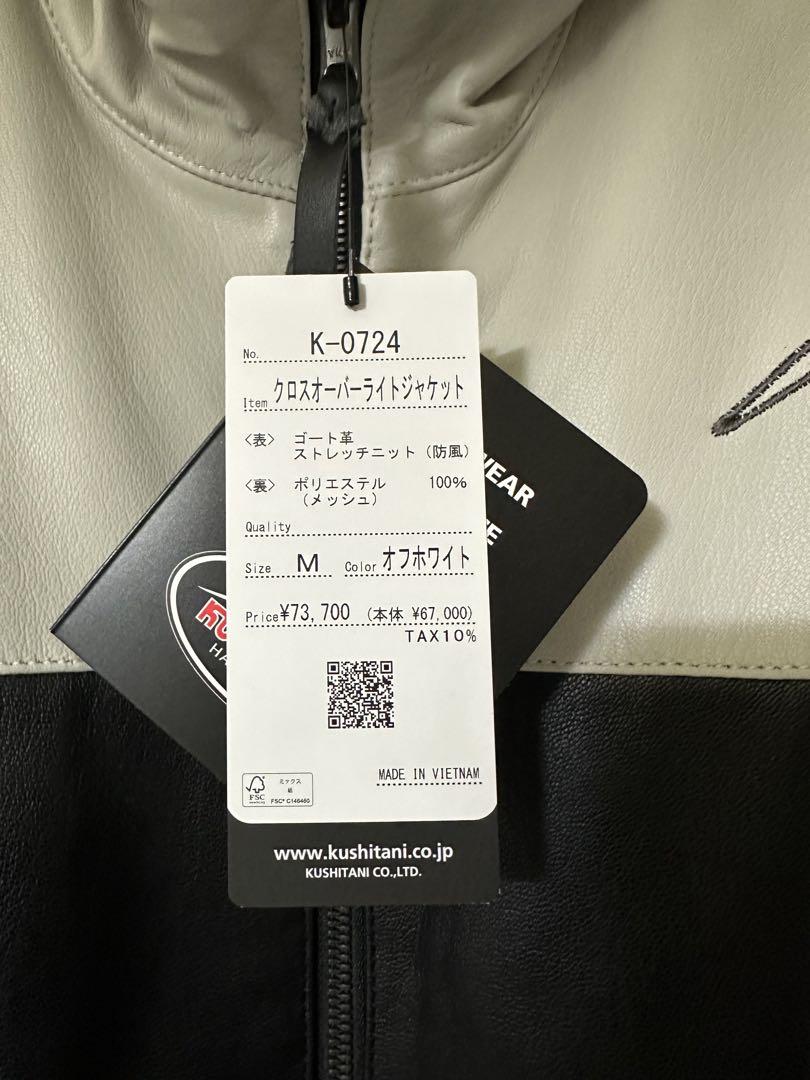 YKK
No. K-0724
Item クロスオーバーライトジャケット
〈表〉 ゴート革
ストレッチニット（防風）
〈裏〉 ポリエステル 100%
（メッシュ）
Quality
Size M Color オフホワイト
Price ¥73,700 （本体 ¥67,000）
TAX10%
MADE IN VIETNAM
FSC
ミックス
紙
FSC® C146460
www.kushitani.co.jp
KUSHITANI CO.,LTD.
WEAR